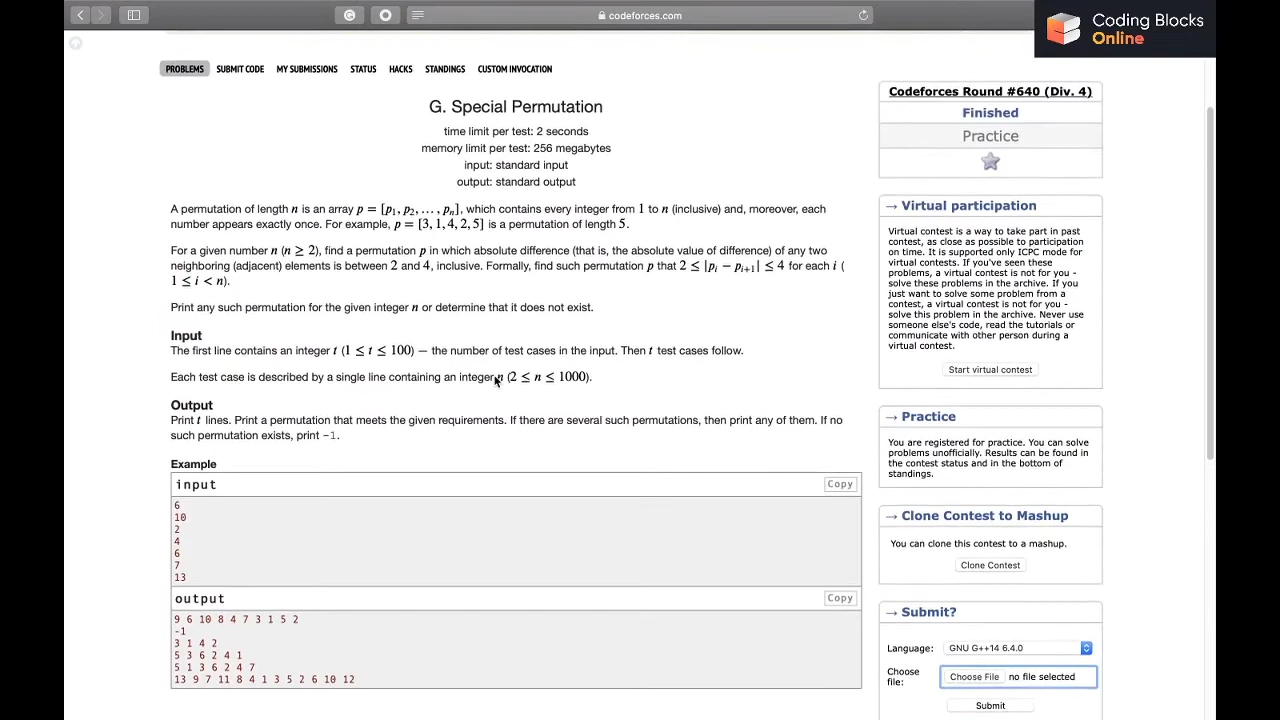 codeforces.com
Coding Blocks
Online
PROBLEMS SUBMIT CODE MY SUBMISSIONS STATUS HACKS STANDINGS CUSTOM INVOCATION
G. Special Permutation
time limit per test: 2 seconds
memory limit per test: 256 megabytes
input: standard input
output: standard output
A permutation of length n is an array p = [p₁, p₂, … , pₙ], which contains every integer from 1 to n (inclusive) and, moreover, each
number appears exactly once. For example, p = [3, 1, 4, 2, 5] is a permutation of length 5.
For a given number n (n ≥ 2), find a permutation p in which absolute difference (that is, the absolute value of difference) of any two
neighboring (adjacent) elements is between 2 and 4, inclusive. Formally, find such permutation p that 2 ≤ |pᵢ − pᵢ₊₁| ≤ 4 for each i (
1 ≤ i < n).
Print any such permutation for the given integer n or determine that it does not exist.
Input
The first line contains an integer t (1 ≤ t ≤ 100) — the number of test cases in the input. Then t test cases follow.
Each test case is described by a single line containing an integer n (2 ≤ n ≤ 1000).
Output
Print t lines. Print a permutation that meets the given requirements. If there are several such permutations, then print any of them. If no
such permutation exists, print -1.
Example
input
Copy
6
10
2
4
6
7
13
output
Copy
9 6 10 8 4 7 3 1 5 2
-1
3 1 4 2
5 3 6 2 4 1
5 1 3 6 2 4 7
13 9 7 11 8 4 1 3 5 2 6 10 12
Codeforces Round #640 (Div. 4)
Finished
Practice
→ Virtual participation
Virtual contest is a way to take part in past
contest, as close as possible to participation
on time. It is supported only ICPC mode for
virtual contests. If you've seen these
problems, a virtual contest is not for you -
solve these problems in the archive. If you
just want to solve some problem from a
contest, a virtual contest is not for you -
solve this problem in the archive. Never use
someone else's code, read the tutorials or
communicate with other person during a
virtual contest.
Start virtual contest
→ Practice
You are registered for practice. You can solve
problems unofficially. Results can be found in
the contest status and in the bottom of
standings.
→ Clone Contest to Mashup
You can clone this contest to a mashup.
Clone Contest
→ Submit?
Language: GNU G++14 6.4.0
Choose
file:
Choose File no file selected
Submit